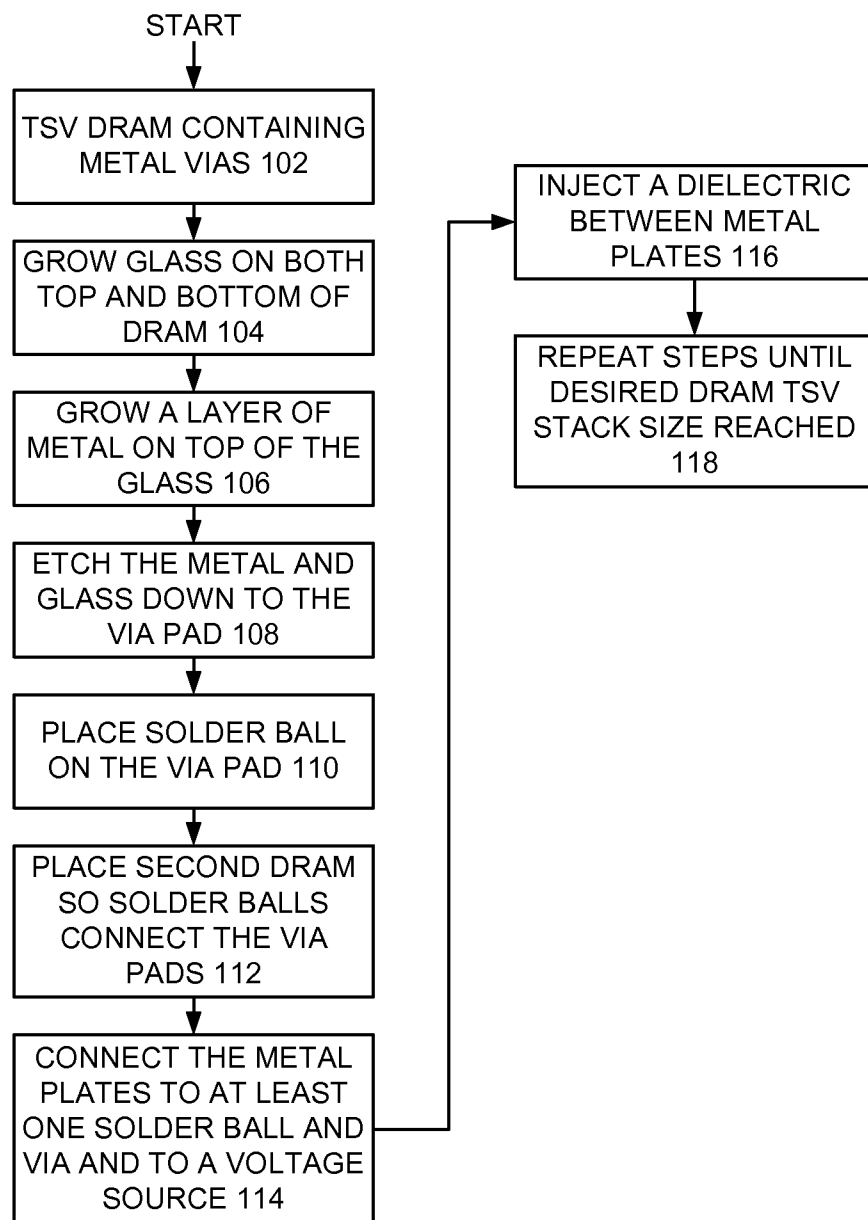 START
TSV DRAM CONTAINING
METAL VIAS 102
GROW GLASS ON BOTH
TOP AND BOTTOM OF
DRAM 104
GROW A LAYER OF
METAL ON TOP OF THE
GLASS 106
ETCH THE METAL AND
GLASS DOWN TO THE
VIA PAD 108
PLACE SOLDER BALL
ON THE VIA PAD 110
PLACE SECOND DRAM
SO SOLDER BALLS
CONNECT THE VIA
PADS 112
CONNECT THE METAL
PLATES TO AT LEAST
ONE SOLDER BALL AND
VIA AND TO A VOLTAGE
SOURCE 114
INJECT A DIELECTRIC
BETWEEN METAL
PLATES 116
REPEAT STEPS UNTIL
DESIRED DRAM TSV
STACK SIZE REACHED
118